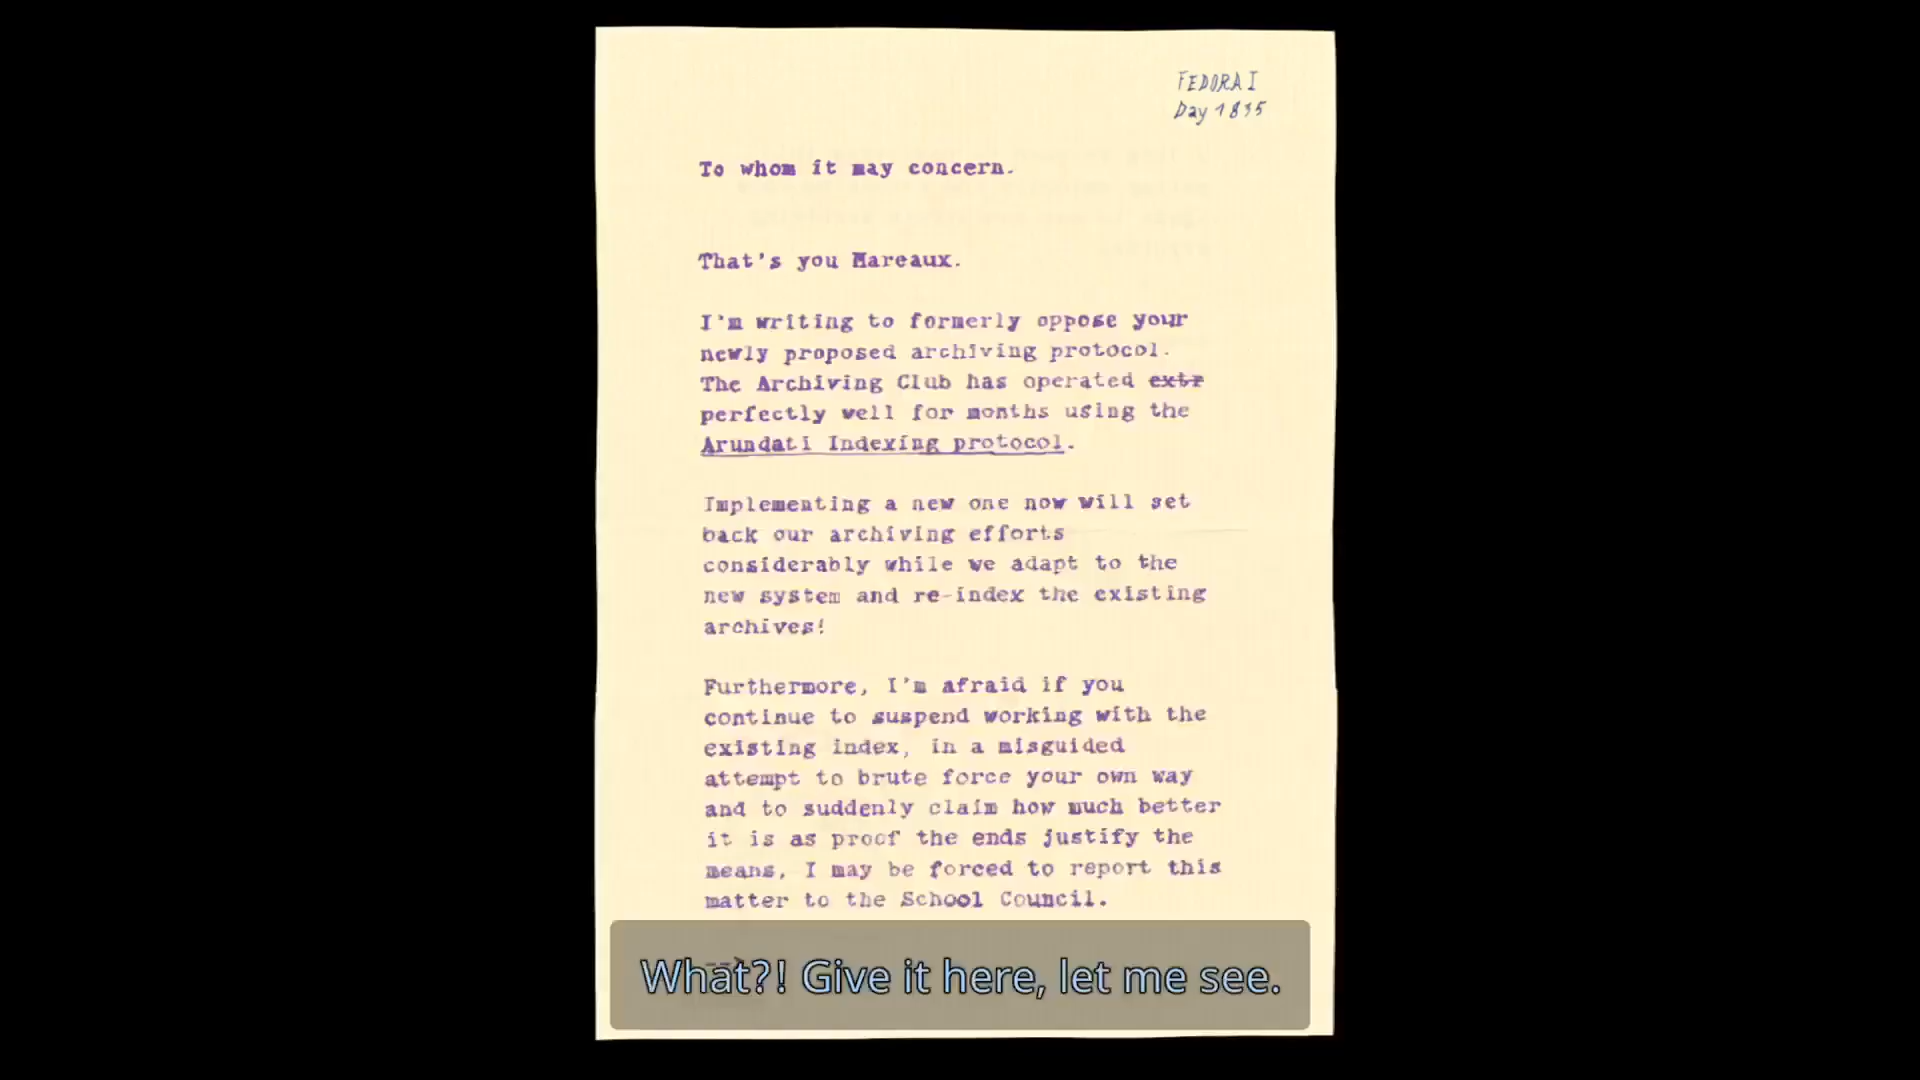 FEDORA I
Day 1835
To whom it may concern.
That's you Mareaux.
I'm writing to formerly oppose your
newly proposed archiving protocol.
The Archiving Club has operated extr
perfectly well for months using the
Arundati Indexing protocol.
Implementing a new one now will set
back our archiving efforts
considerably while we adapt to the
new system and re-index the existing
archives!
Furthermore, I'm afraid if you
continue to suspend working with the
existing index, in a misguided
attempt to brute force your own way
and to suddenly claim how much better
it is as proof the ends justify the
means, I may be forced to report this
matter to the School Council.
What?! Give it here, let me see.